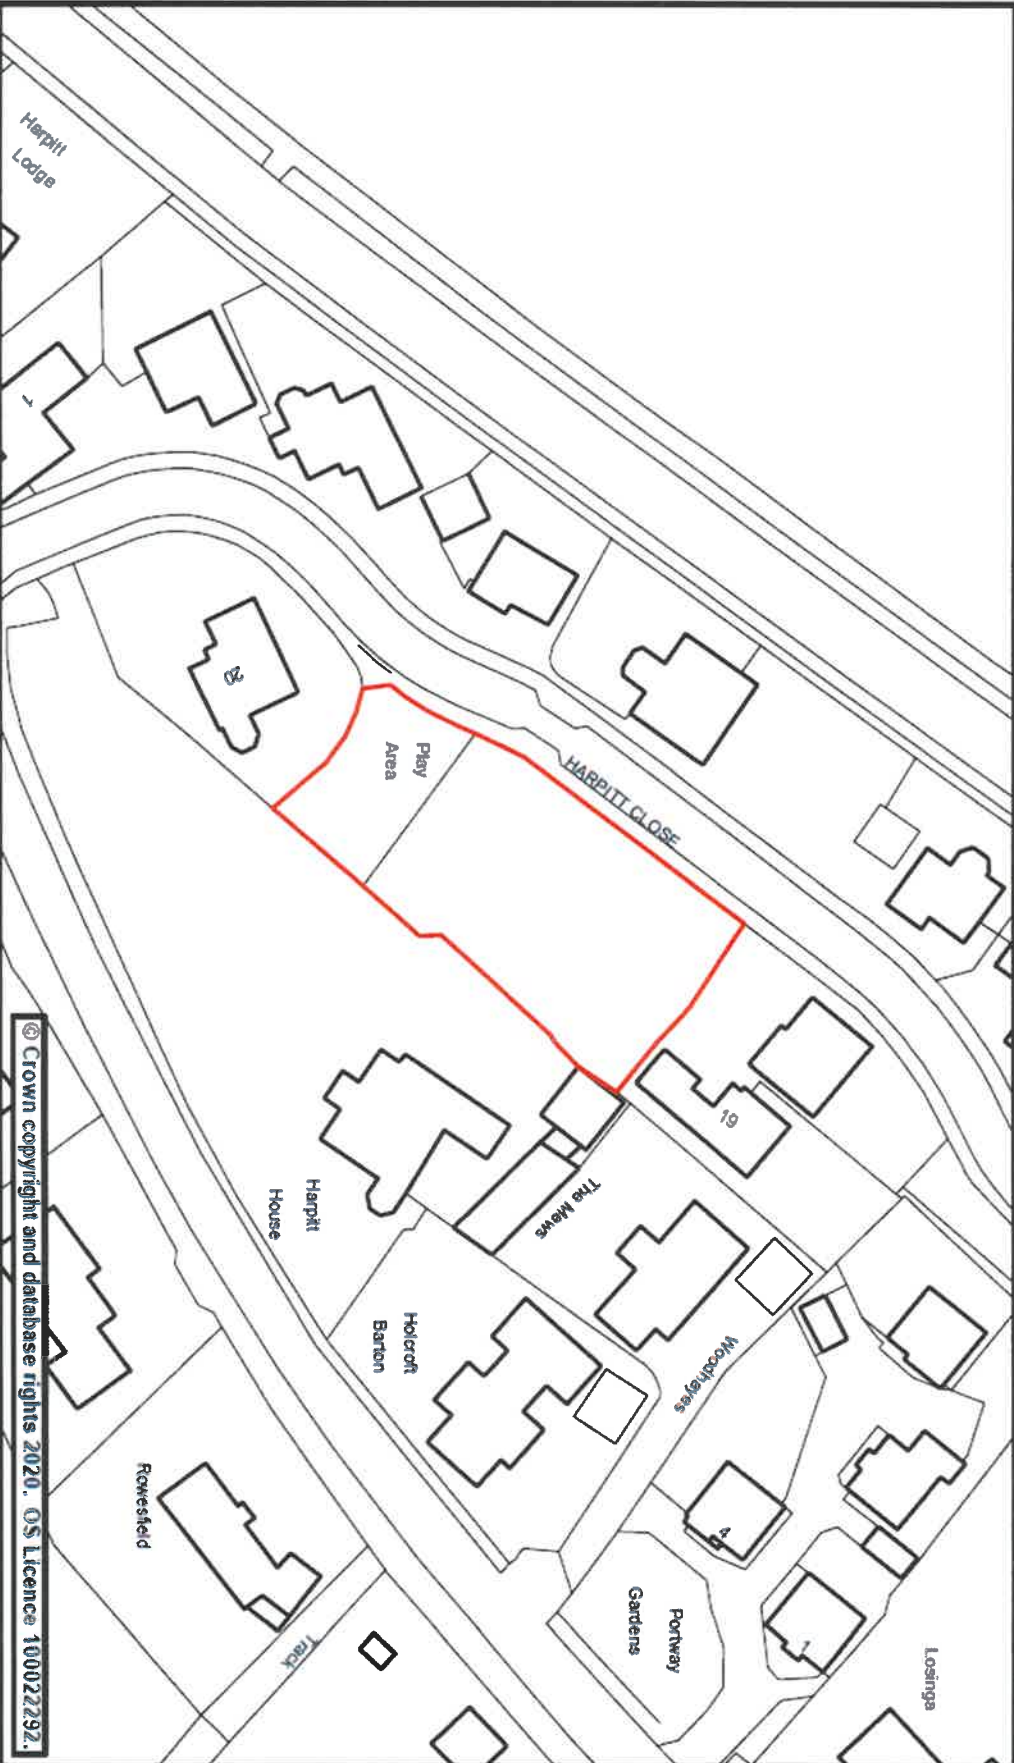 Harpitt
Lodge
1
20
Play
Area
HARPITT CLOSE
19
The Mews
Harpitt
House
Holcroft
Barton
Woodhayes
4
1
Portway
Gardens
Losinga
Rowesfield
Track
© Crown copyright and database rights 2020. OS Licence 100022292.